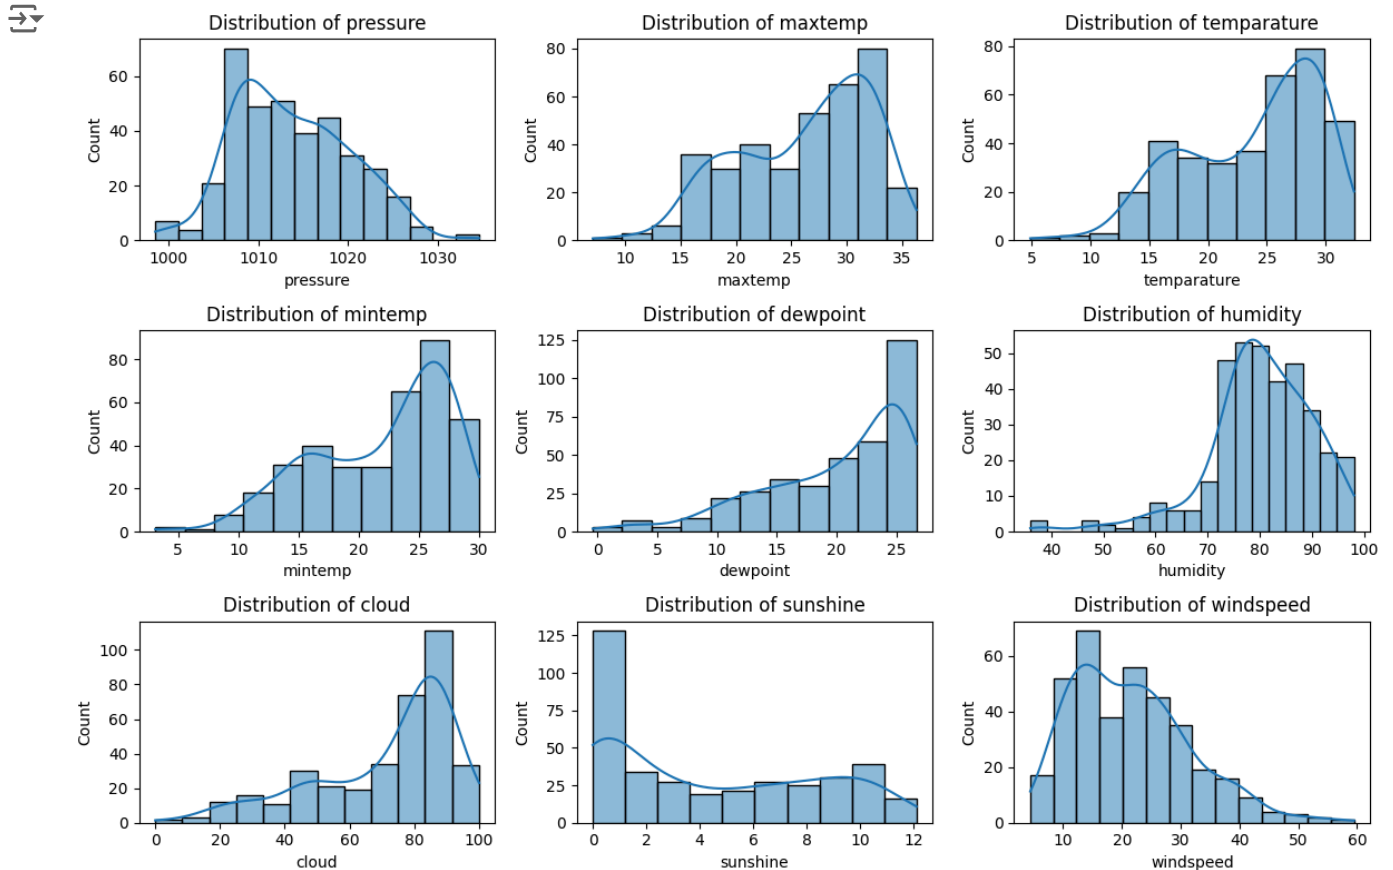 Distribution of pressure
Count
60
40
20
0
1000 1010 1020 1030
pressure
Distribution of maxtemp
Count
80
60
40
20
0
10 15 20 25 30 35
maxtemp
Distribution of temparature
Count
80
60
40
20
0
5 10 15 20 25 30
temparature
Distribution of mintemp
Count
80
60
40
20
0
5 10 15 20 25 30
mintemp
Distribution of dewpoint
Count
125
100
75
50
25
0
0 5 10 15 20 25
dewpoint
Distribution of humidity
Count
50
40
30
20
10
0
40 50 60 70 80 90 100
humidity
Distribution of cloud
Count
100
80
60
40
20
0
0 20 40 60 80 100
cloud
Distribution of sunshine
Count
125
100
75
50
25
0
0 2 4 6 8 10 12
sunshine
Distribution of windspeed
Count
60
40
20
0
10 20 30 40 50 60
windspeed